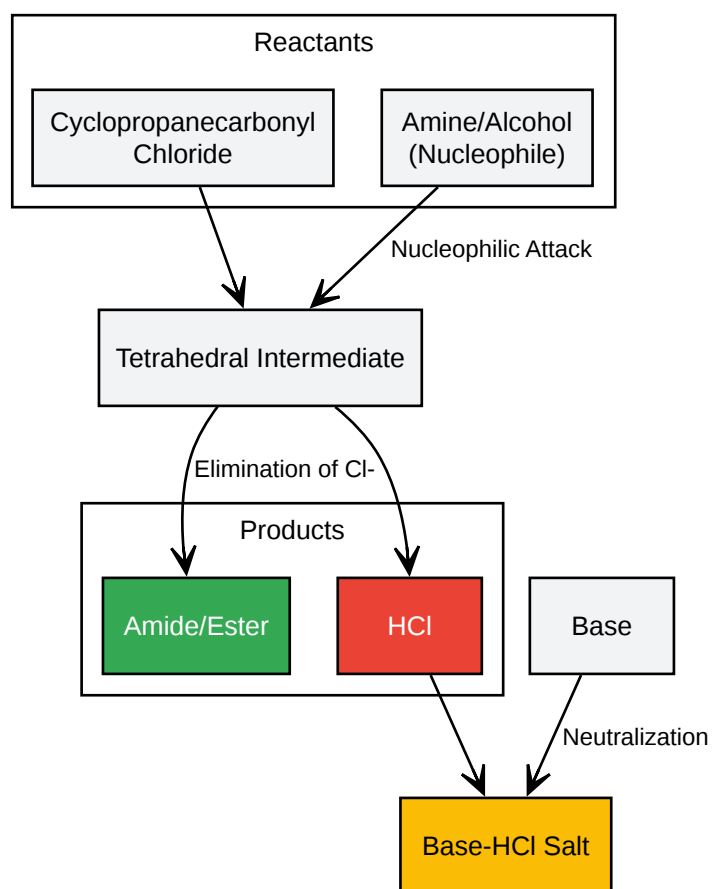 Reactants
Cyclopropanecarbonyl
Chloride
Amine/Alcohol
(Nucleophile)
Nucleophilic Attack
Tetrahedral Intermediate
Elimination of Cl-
Products
Amide/Ester
HCl
Base
Neutralization
Base-HCl Salt